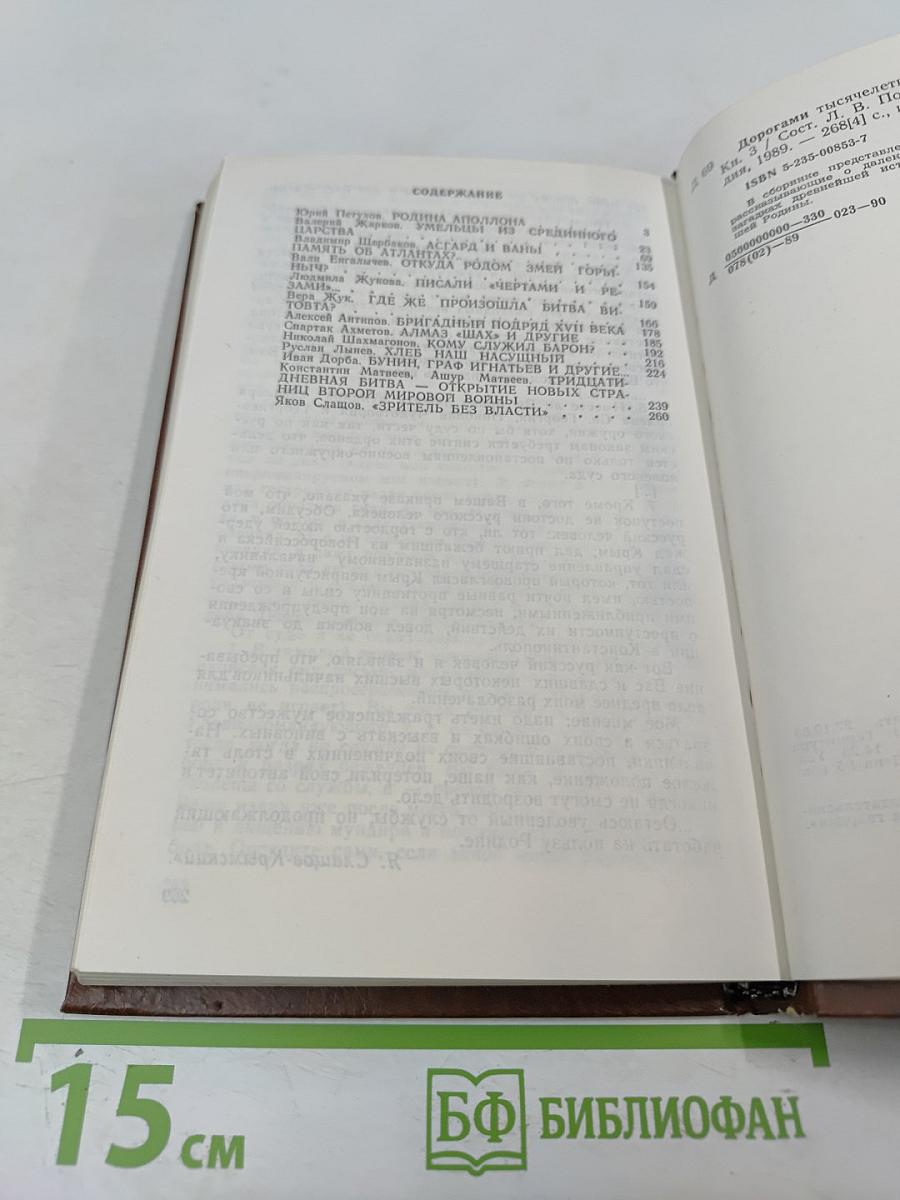 СОДЕРЖАНИЕ
Юрий Петухов. РОДИНА АПОЛЛОНА 3
Валерий Жарков. УМЕЛЬЦЫ ИЗ СРЕДИННОГО
ЦАРСТВА . . . . . . 23
Владимир Щербаков. АСГАРД И ВАНЫ . . . 69
ПАМЯТЬ ОБ АТЛАНТАХ?.. 135
Вали Енгалычев. ОТКУДА РОДОМ ЗМЕЙ ГОРЫ-
НЫЧ? . . . . . . 154
Людмила Жукова. ПИСАЛИ «ЧЕРТАМИ И РЕ-
ЗАМИ»... . . . . . . 159
Вера Жук. ГДЕ ЖЕ ПРОИЗОШЛА БИТВА ВИ-
ТОВТА? . . . . . . 166
Алексей Антипов. БРИГАДНЫЙ ПОДРЯД XVII ВЕКА 178
Спартак Ахметов. АЛМАЗ «ШАХ» И ДРУГИЕ . . . 185
Николай Шахмагонов. КОМУ СЛУЖИЛ БАРОН? . . 192
Руслан Лынев. ХЛЕБ НАШ НАСУЩНЫЙ 216
Иван Дорба. БУНИН, ГРАФ ИГНАТЬЕВ И ДРУГИЕ... 224
Константин Матвеев, Ашур Матвеев. ТРИДЦАТИ-
ДНЕВНАЯ БИТВА — ОТКРЫТИЕ НОВЫХ СТРА-
НИЦ ВТОРОЙ МИРОВОЙ ВОЙНЫ . . . . . . 239
Яков Слащов. «ЗРИТЕЛЬ БЕЗ ВЛАСТИ» . . . . . 260
Дорогами тысячелет
Д 69 Кн. 3 / Сост. Л. В. По
дия, 1989. — 268[4] с.,
ISBN 5-235-00853-7
В сборнике представле
рассказывающие о далек
загадках древнейшей ист
шей Родины.
Д 0500000000—330 023—90
078(02)—89
15 см
БФ БИБЛИОФАН